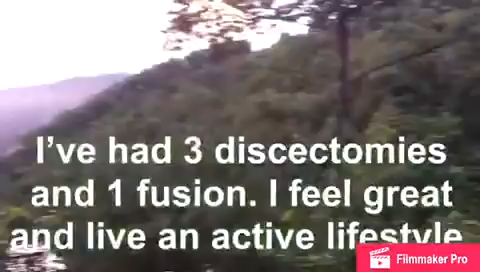 I've had 3 discectomies
and 1 fusion. I feel great
and live an active lifestyle
Filmmaker Pro